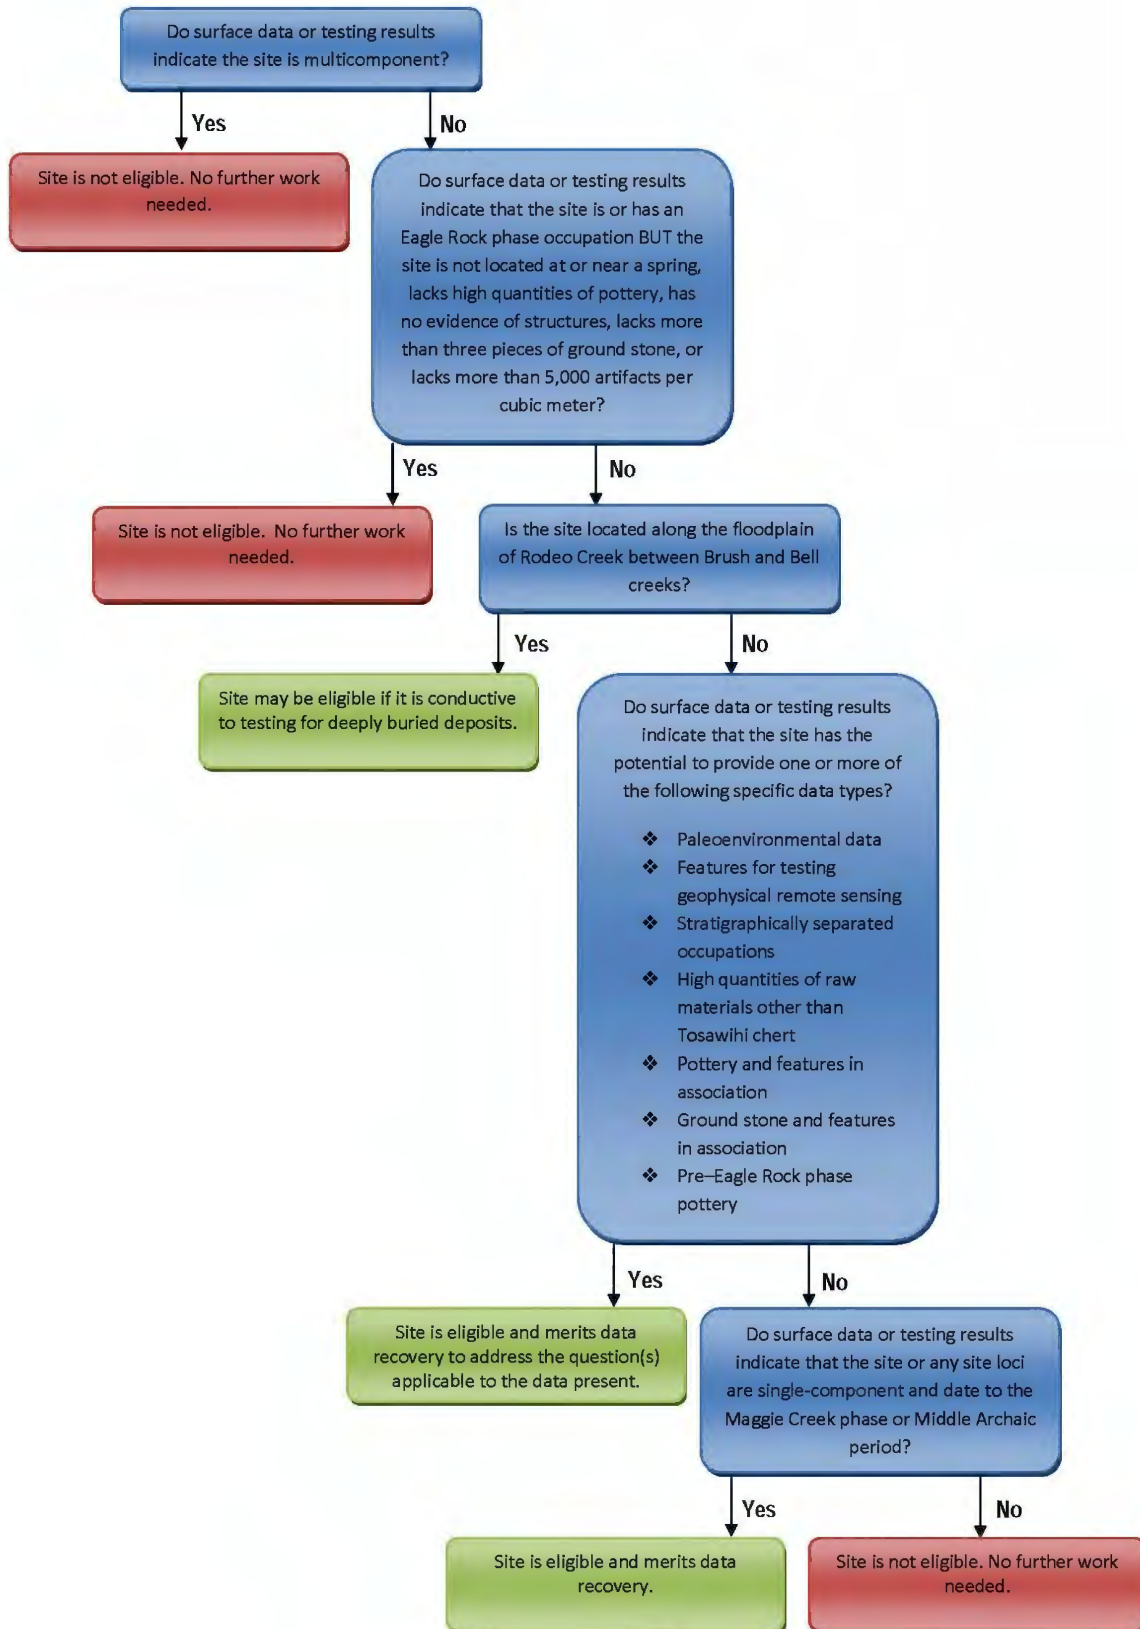 Do surface data or testing results
indicate the site is multicomponent?
Yes
No
Site is not eligible. No further work
needed.
Do surface data or testing results
indicate that the site is or has an
Eagle Rock phase occupation BUT the
site is not located at or near a spring,
lacks high quantities of pottery, has
no evidence of structures, lacks more
than three pieces of ground stone, or
lacks more than 5,000 artifacts per
cubic meter?
Yes
No
Site is not eligible. No further work
needed.
Is the site located along the floodplain
of Rodeo Creek between Brush and Bell
creeks?
Yes
No
Site may be eligible if it is conductive
to testing for deeply buried deposits.
Do surface data or testing results
indicate that the site has the
potential to provide one or more of
the following specific data types?
❖ Paleoenvironmental data
❖ Features for testing
geophysical remote sensing
❖ Stratigraphically separated
occupations
❖ High quantities of raw
materials other than
Tosawihi chert
❖ Pottery and features in
association
❖ Ground stone and features
in association
❖ Pre–Eagle Rock phase
pottery
Yes
No
Site is eligible and merits data
recovery to address the question(s)
applicable to the data present.
Do surface data or testing results
indicate that the site or any site loci
are single-component and date to the
Maggie Creek phase or Middle Archaic
period?
Yes
No
Site is eligible and merits data
recovery.
Site is not eligible. No further work
needed.